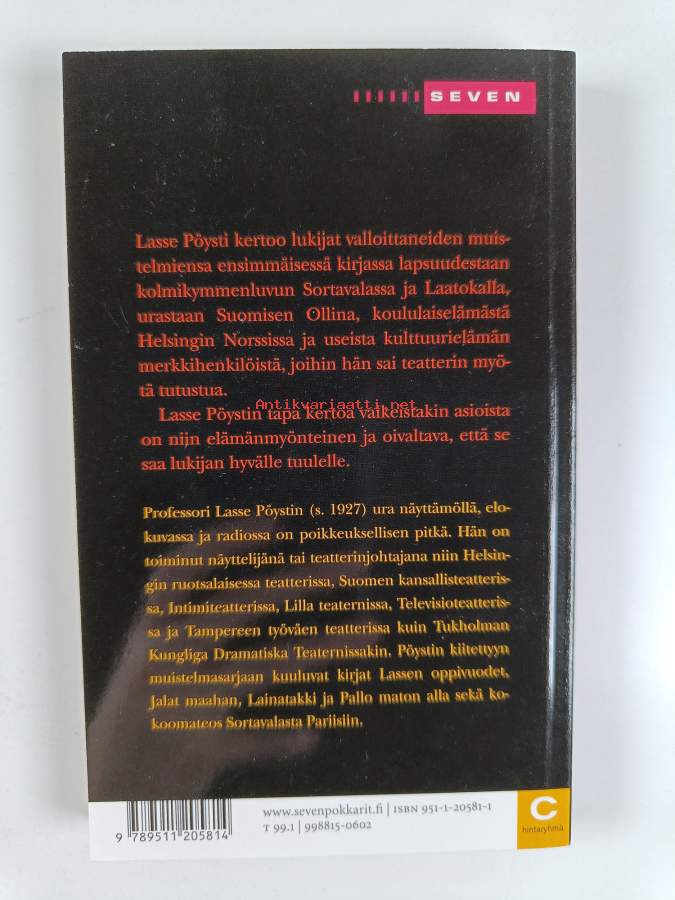 SEVEN
Lasse Pöysti kertoo lukijat valloittaneiden muis-
telmiensa ensimmäisessä kirjassa lapsuudestaan
kolmikymmenluvun Sortavalassa ja Laatokalla,
urastaan Suomisen Ollina, koululaiselämästä
Helsingin Norssissa ja useista kulttuurielämän
merkkihenkilöistä, joihin hän sai teatterin myö-
tä tutustua.
Antikvariaatti.net
Lasse Pöystin tapa kertoa vaikeistakin asioista
on niin elämänmyönteinen ja oivaltava, että se
saa lukijan hyvälle tuulelle.
Professori Lasse Pöystin (s. 1927) ura näyttämöllä, elo-
kuvassa ja radiossa on poikkeuksellisen pitkä. Hän on
toiminut näyttelijänä tai teatterinjohtajana niin Helsin-
gin ruotsalaisessa teatterissa, Suomen kansallisteatteris-
sa, Intimiteatterissa, Lilla teaternissa, Televisioteatteris-
sa ja Tampereen työväen teatterissa kuin Tukholman
Kungliga Dramatiska Teaternissakin. Pöystin kiitettyyn
muistelmasarjaan kuuluvat kirjat Lassen oppivuodet,
Jalat maahan, Lainatakki ja Pallo maton alla sekä ko-
koomateos Sortavalasta Pariisiin.
www.sevenpokkarit.fi | ISBN 951-1-20581-1
T 99.1 | 998815-0602
9 789511 205814
C
hintaryhmä